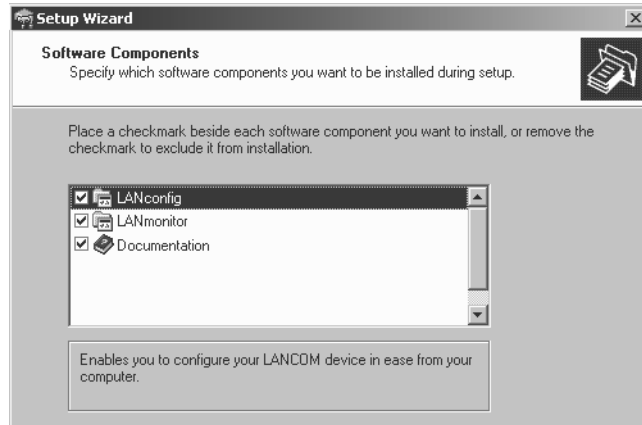 Setup Wizard
Software Components
Specify which software components you want to be installed during setup.
Place a checkmark beside each software component you want to install, or remove the
checkmark to exclude it from installation.
LANconfig
LANmonitor
Documentation
Enables you to configure your LANCOM device in ease from your
computer.